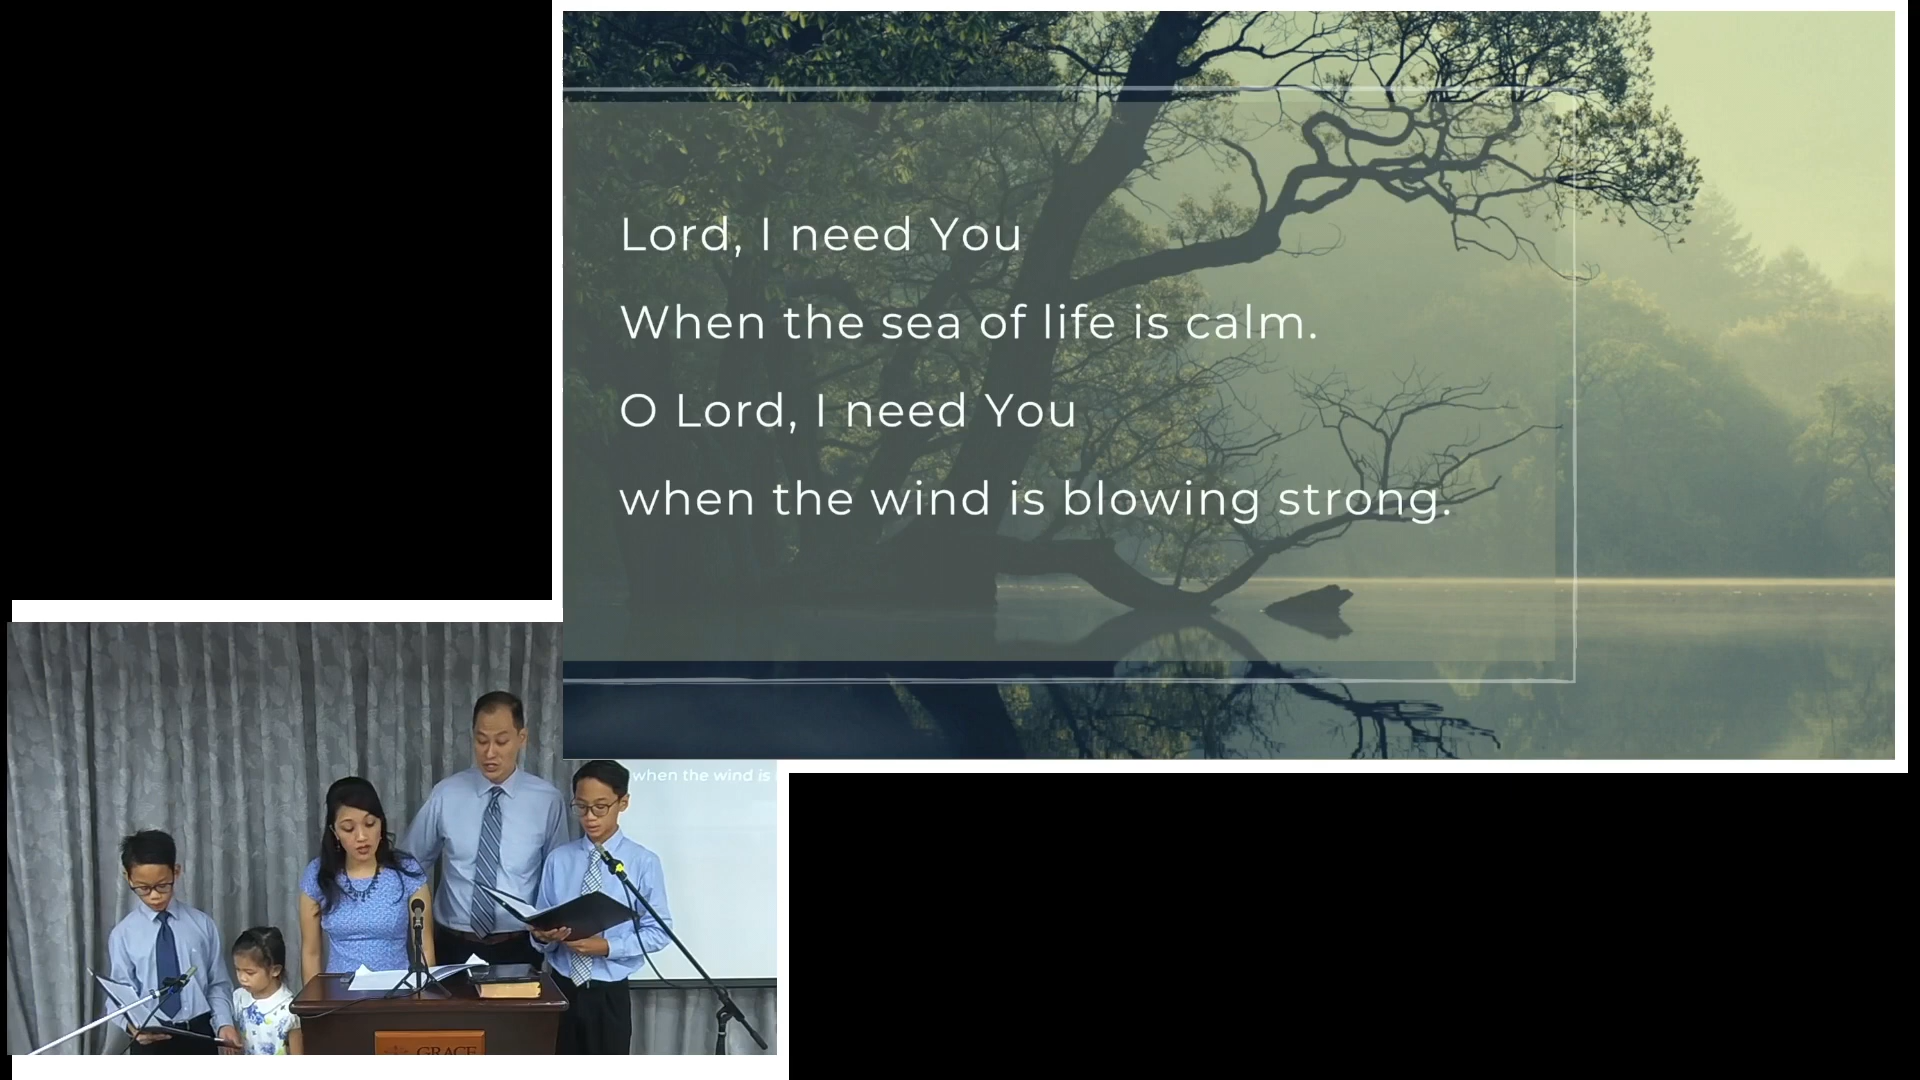 Lord, I need You
When the sea of life is calm.
O Lord, I need You
when the wind is blowing strong.
when the wind is
GRACE